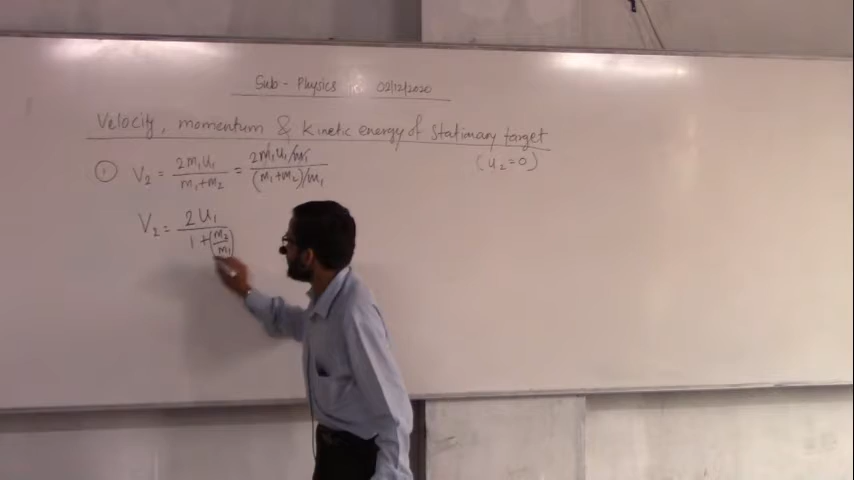 Sub - Physics 02/12/2020
Velocity, momentum & kinetic energy of Stationary target
(u₂=0)
① V₂ = 2m₁u₁/(m₁+m₂) = (2m₁u₁/m₁)/((m₁+m₂)/m₁)
V₂ = 2u₁/(1+(m₂/m₁))